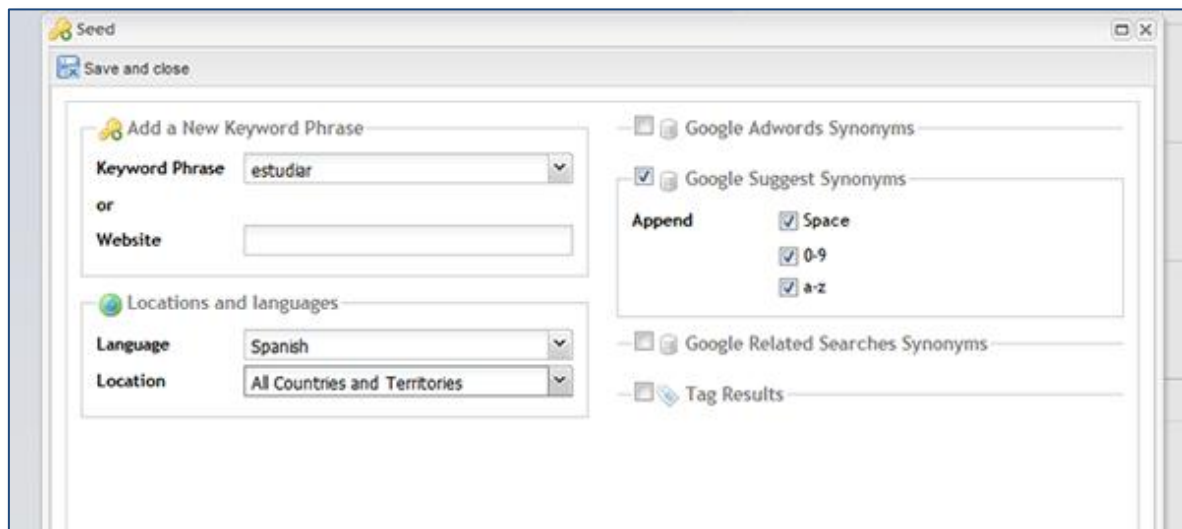 Seed
Save and close
Add a New Keyword Phrase
Keyword Phrase estudiar
or
Website
Locations and languages
Language Spanish
Location All Countries and Territories
Google Adwords Synonyms
Google Suggest Synonyms
Append Space
0-9
a-z
Google Related Searches Synonyms
Tag Results